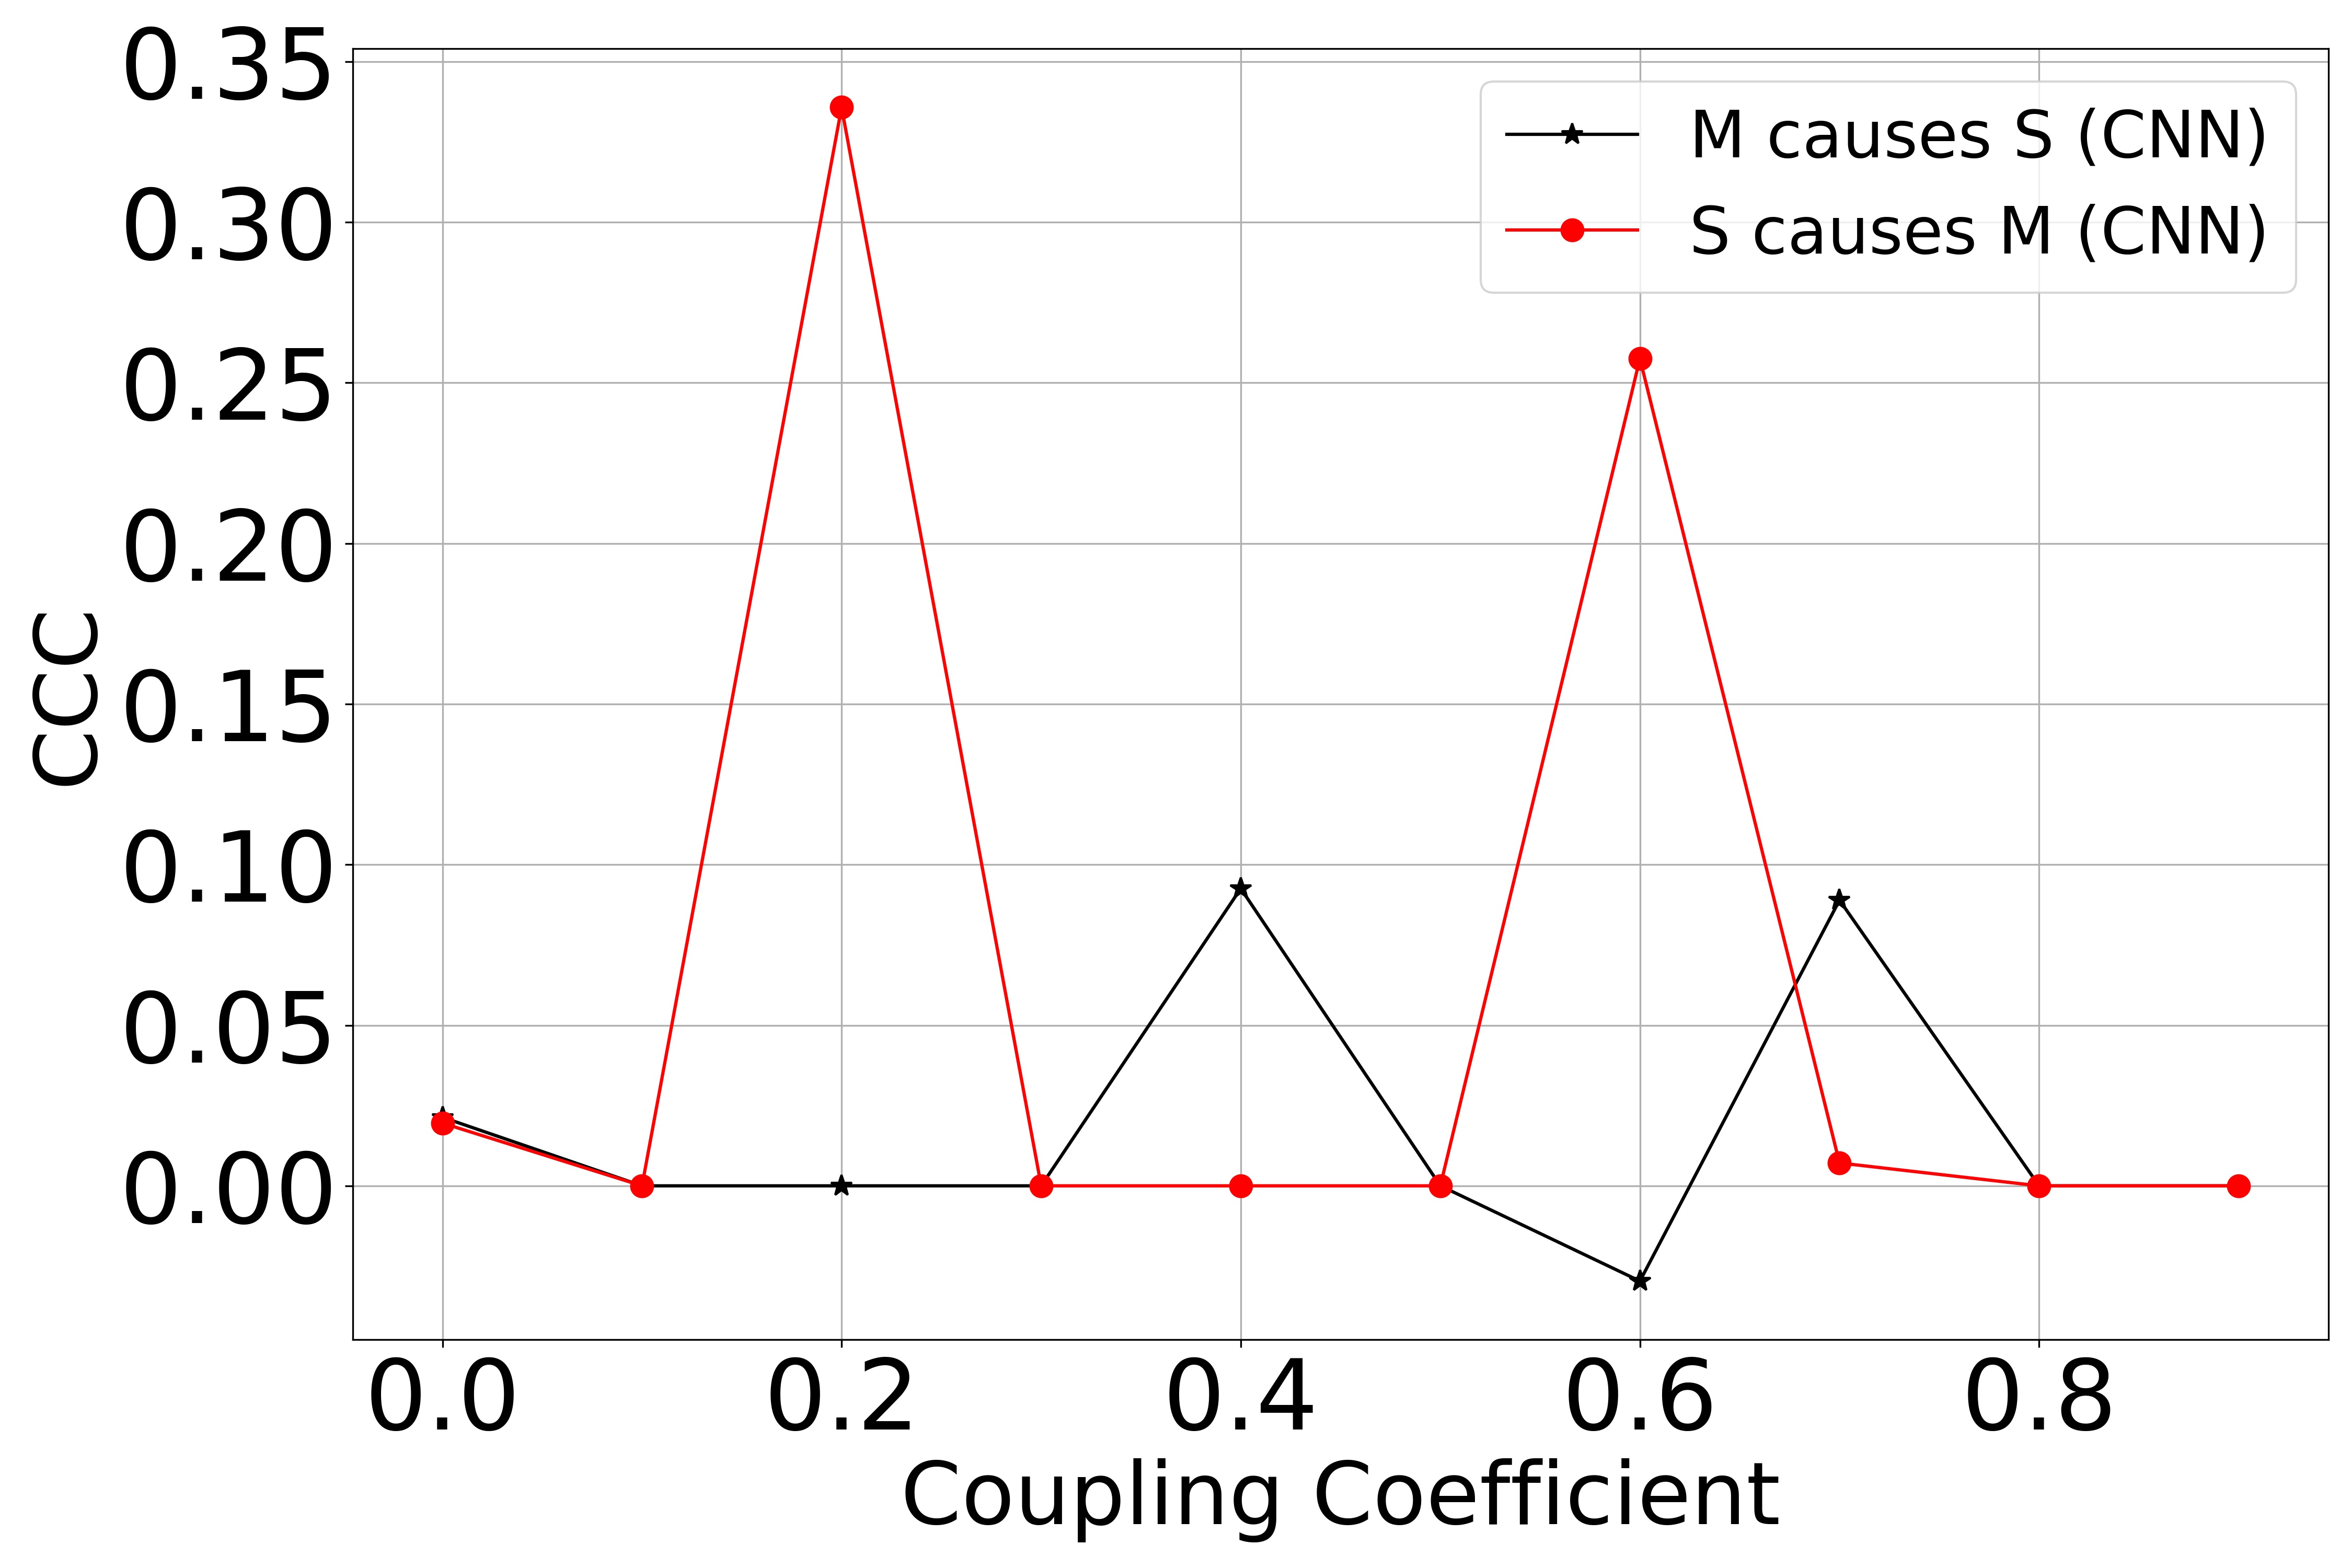 0.35
0.30
0.25
0.20
0.15
0.10
0.05
0.00
CCC
M causes S (CNN)
S causes M (CNN)
0.0 0.2 0.4 0.6 0.8
Coupling Coefficient